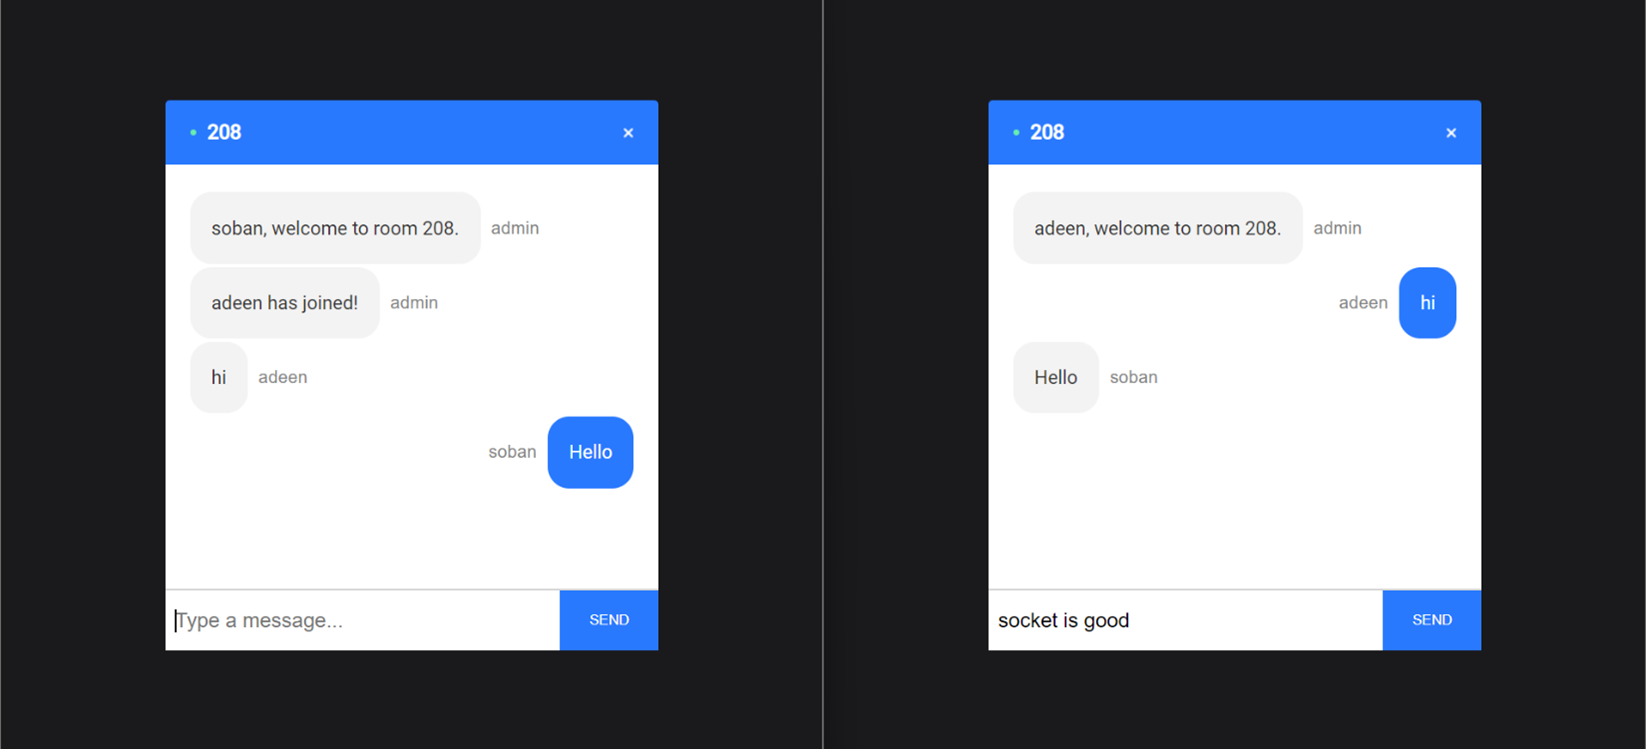 208 ×
soban, welcome to room 208. admin
adeen has joined! admin
hi adeen
soban Hello
Type a message...
SEND
208 ×
adeen, welcome to room 208. admin
adeen hi
Hello soban
socket is good
SEND